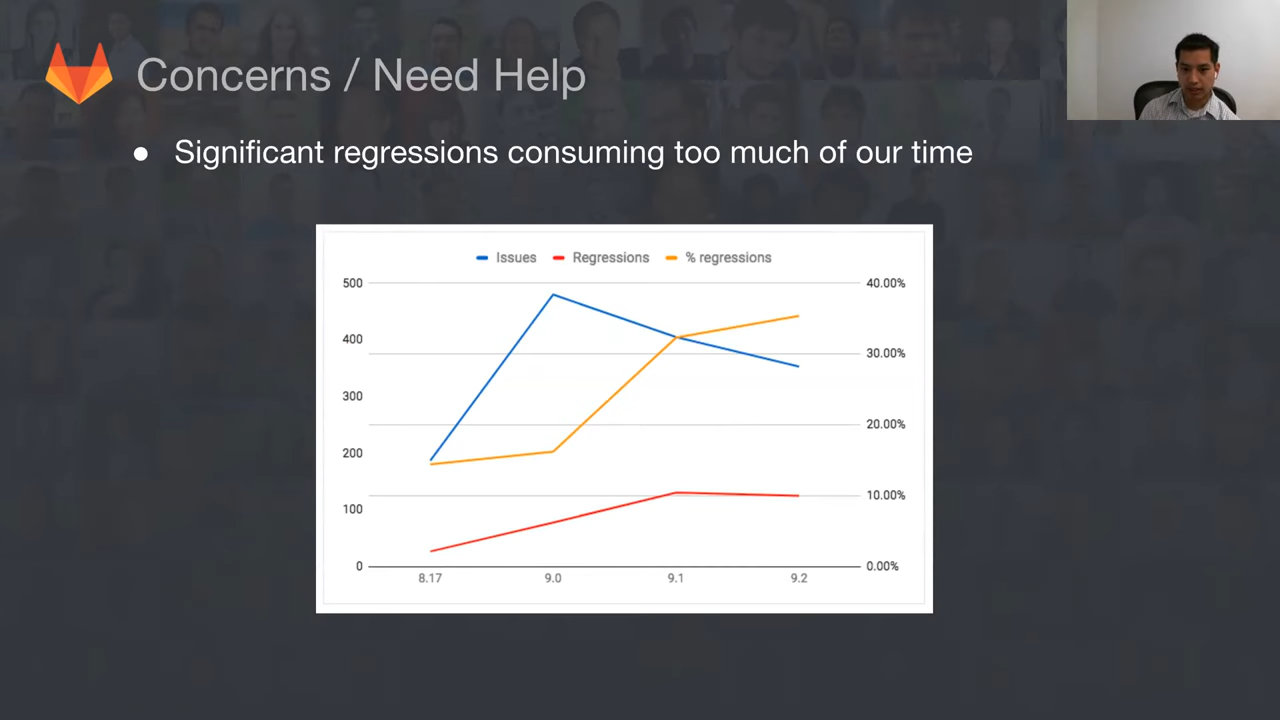 Concerns / Need Help
● Significant regressions consuming too much of our time
Issues Regressions % regressions
500 40.00%
400
30.00%
300
20.00%
200
10.00%
100
0 0.00%
8.17 9.0 9.1 9.2